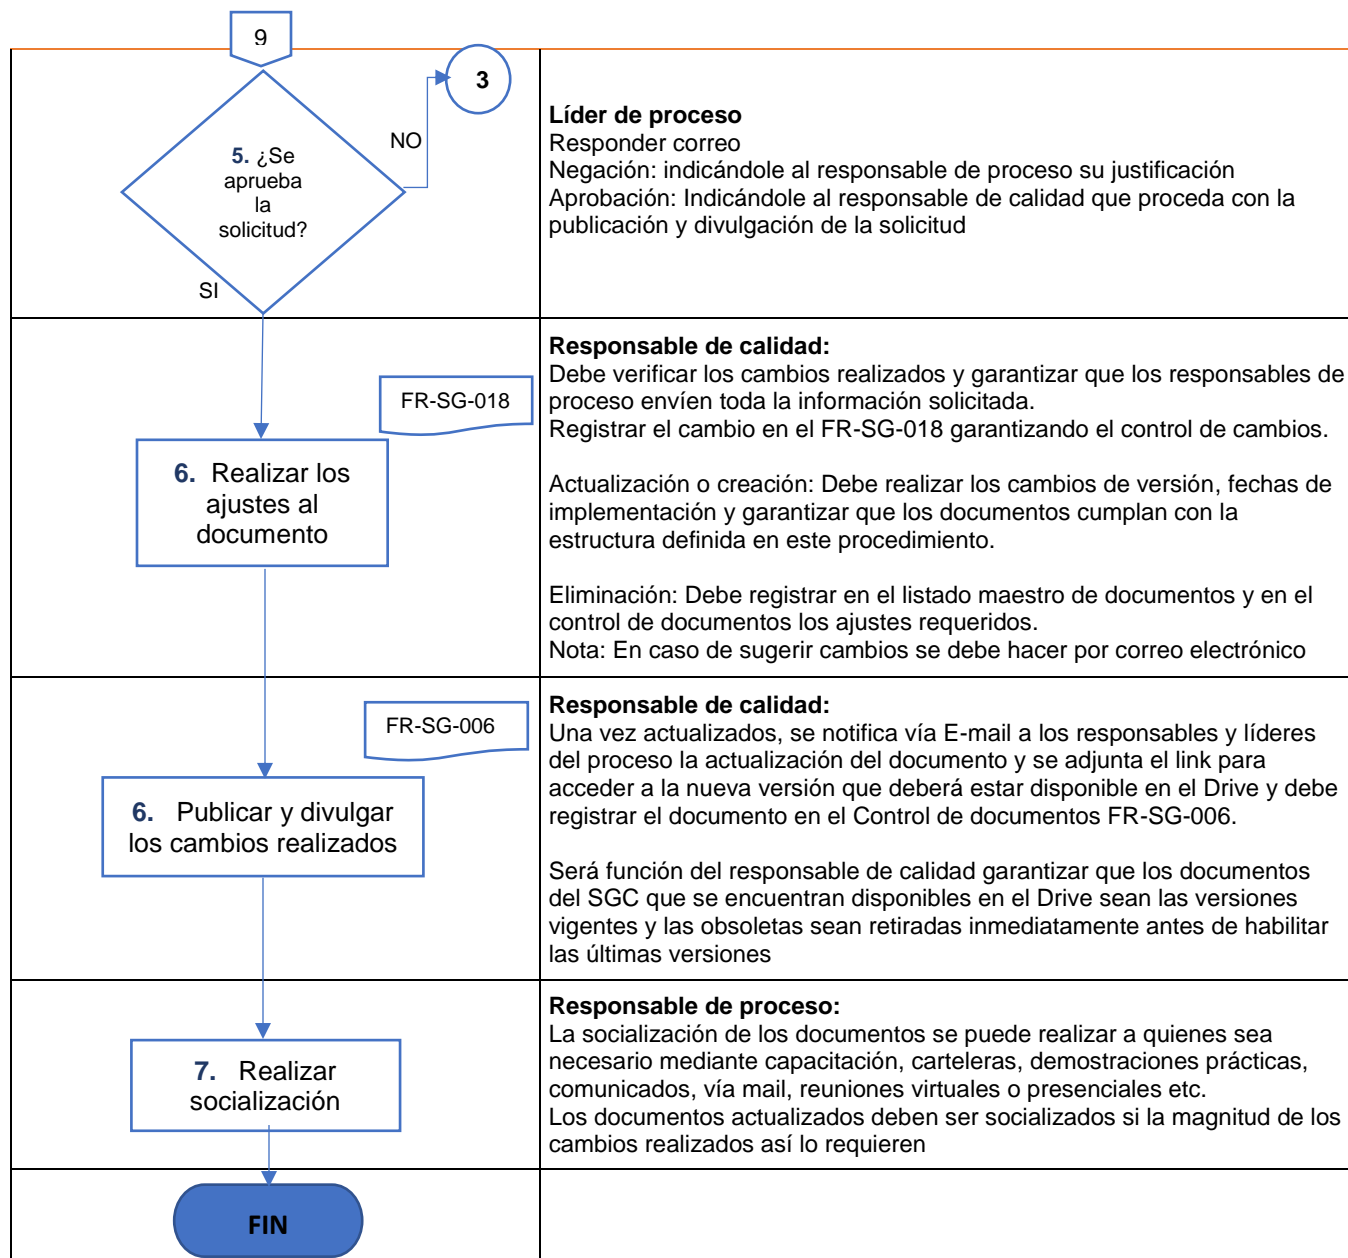 9
3
NO
5. ¿Se
aprueba
la
solicitud?
SI
Líder de proceso
Responder correo
Negación: indicándole al responsable de proceso su justificación
Aprobación: Indicándole al responsable de calidad que proceda con la
publicación y divulgación de la solicitud
FR-SG-018
6. Realizar los
ajustes al
documento
Responsable de calidad:
Debe verificar los cambios realizados y garantizar que los responsables de
proceso envíen toda la información solicitada.
Registrar el cambio en el FR-SG-018 garantizando el control de cambios.
Actualización o creación: Debe realizar los cambios de versión, fechas de
implementación y garantizar que los documentos cumplan con la
estructura definida en este procedimiento.
Eliminación: Debe registrar en el listado maestro de documentos y en el
control de documentos los ajustes requeridos.
Nota: En caso de sugerir cambios se debe hacer por correo electrónico
FR-SG-006
6. Publicar y divulgar
los cambios realizados
Responsable de calidad:
Una vez actualizados, se notifica vía E-mail a los responsables y líderes
del proceso la actualización del documento y se adjunta el link para
acceder a la nueva versión que deberá estar disponible en el Drive y debe
registrar el documento en el Control de documentos FR-SG-006.
Será función del responsable de calidad garantizar que los documentos
del SGC que se encuentran disponibles en el Drive sean las versiones
vigentes y las obsoletas sean retiradas inmediatamente antes de habilitar
las últimas versiones
7. Realizar
socialización
Responsable de proceso:
La socialización de los documentos se puede realizar a quienes sea
necesario mediante capacitación, carteleras, demostraciones prácticas,
comunicados, vía mail, reuniones virtuales o presenciales etc.
Los documentos actualizados deben ser socializados si la magnitud de los
cambios realizados así lo requieren
FIN